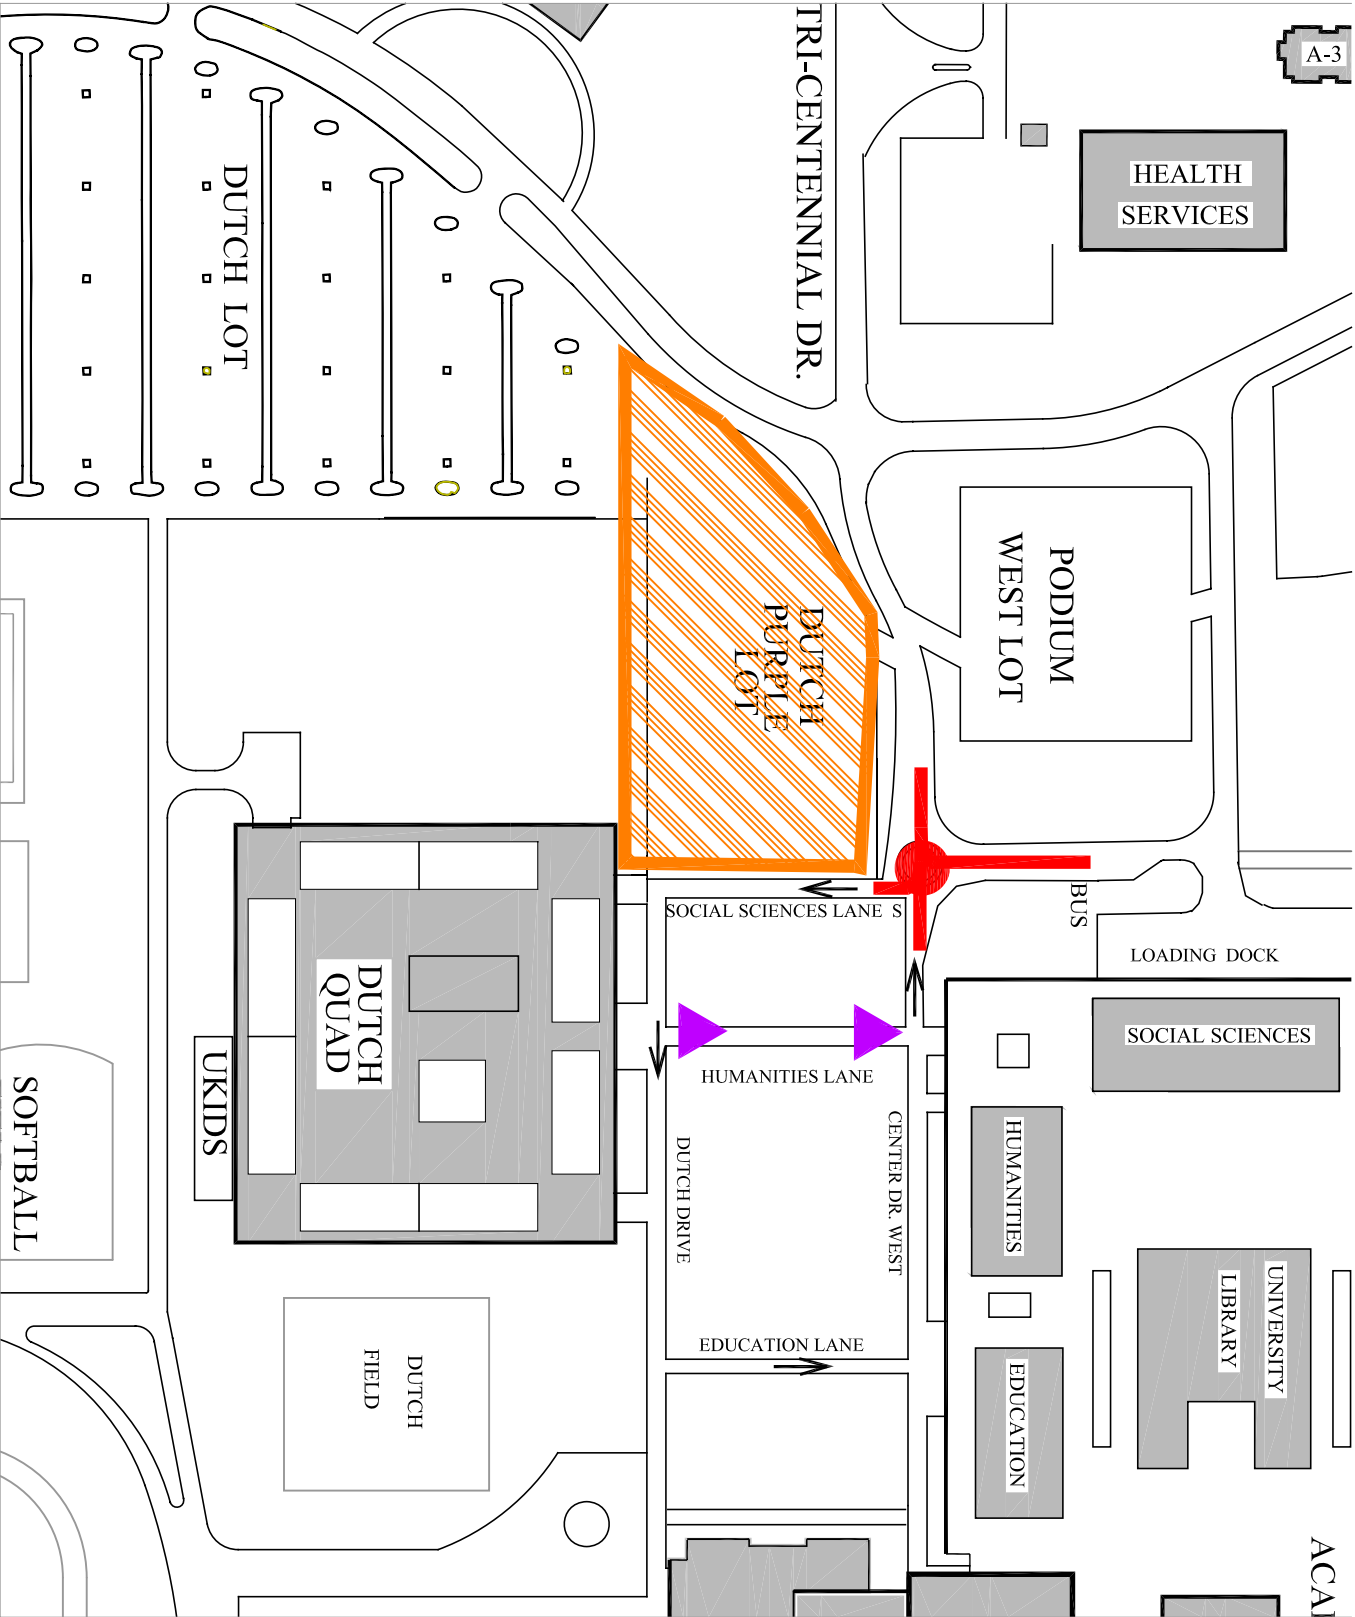 A-3
TRI-CENTENNIAL DR.
HEALTH
SERVICES
DUTCH LOT
PODIUM
WEST LOT
DUTCH
PURPLE
LOT
BUS
SOCIAL SCIENCES LANE S
LOADING DOCK
DUTCH
QUAD
SOCIAL SCIENCES
UKIDS
SOFTBALL
HUMANITIES LANE
DUTCH DRIVE
CENTER DR. WEST
HUMANITIES
UNIVERSITY
LIBRARY
EDUCATION LANE
EDUCATION
DUTCH
FIELD
ACA